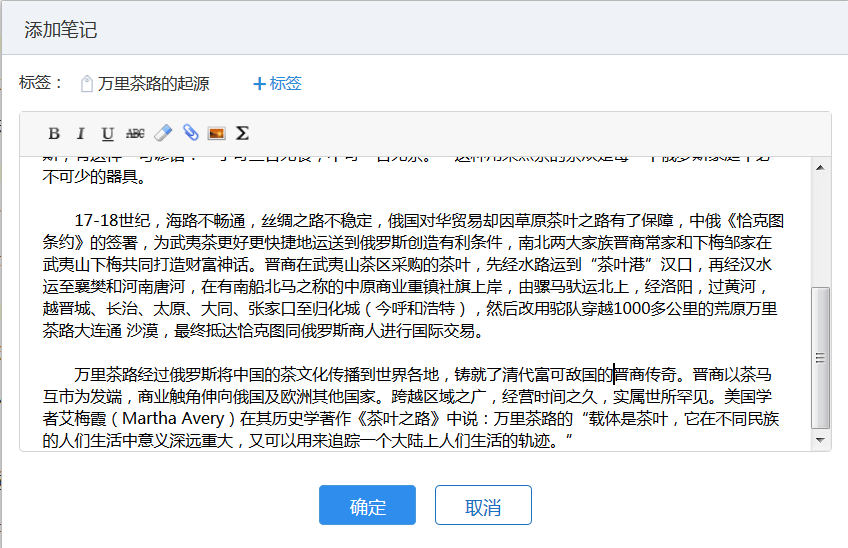 添加笔记
标签：
万里茶路的起源
+标签
B I U ABC Σ
不可少的器具。
17-18世纪，海路不畅通，丝绸之路不稳定，俄国对华贸易却因草原茶叶之路有了保障，中俄《恰克图
条约》的签署，为武夷茶更好更快捷地运送到俄罗斯创造有利条件，南北两大家族晋商常家和下梅邹家在
武夷山下梅共同打造财富神话。晋商在武夷山茶区采购的茶叶，先经水路运到“茶叶港”汉口，再经汉水
运至襄樊和河南唐河，在有南船北马之称的中原商业重镇社旗上岸，由骡马驮运北上，经洛阳，过黄河，
越晋城、长治、太原、大同、张家口至归化城（今呼和浩特），然后改用驼队穿越1000多公里的荒原万里
茶路大连通 沙漠，最终抵达恰克图同俄罗斯商人进行国际交易。
万里茶路经过俄罗斯将中国的茶文化传播到世界各地，铸就了清代富可敌国的晋商传奇。晋商以茶马
互市为发端，商业触角伸向俄国及欧洲其他国家。跨越区域之广，经营时间之久，实属世所罕见。美国学
者艾梅霞（Martha Avery）在其历史学著作《茶叶之路》中说：万里茶路的“载体是茶叶，它在不同民族
的人们生活中意义深远重大，又可以用来追踪一个大陆上人们生活的轨迹。”
确定
取消